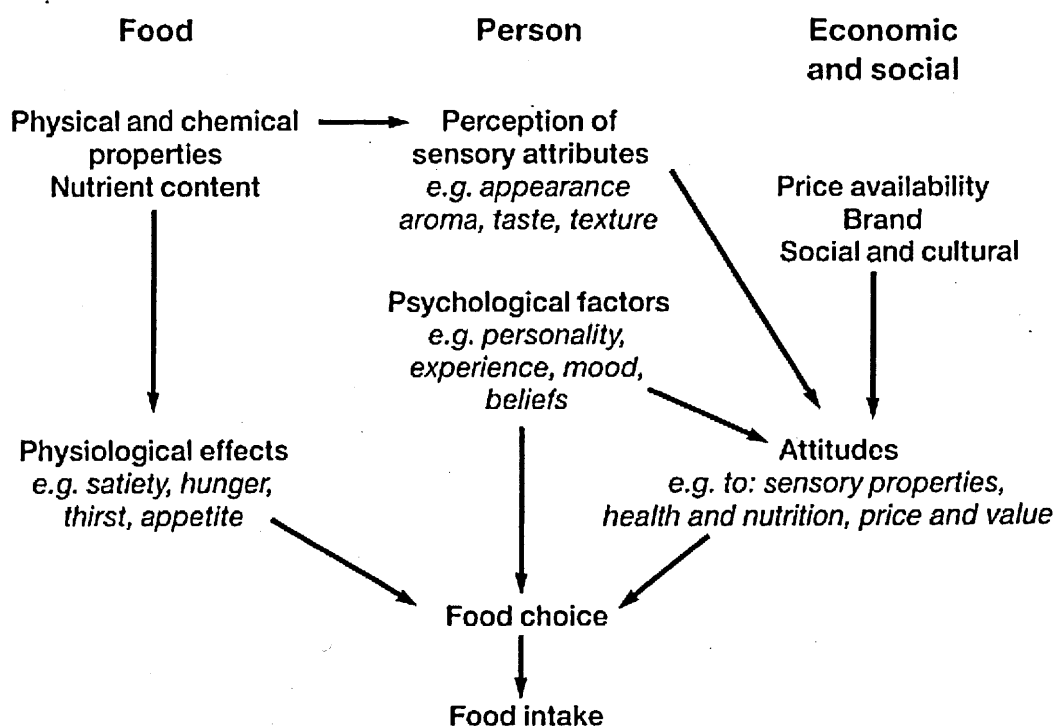 Food
Person
Economic
and social
Physical and chemical
properties
Nutrient content
Perception of
sensory attributes
e.g. appearance
aroma, taste, texture
Price availability
Brand
Social and cultural
Psychological factors
e.g. personality,
experience, mood,
beliefs
Physiological effects
e.g. satiety, hunger,
thirst, appetite
Attitudes
e.g. to: sensory properties,
health and nutrition, price and value
Food choice
Food intake